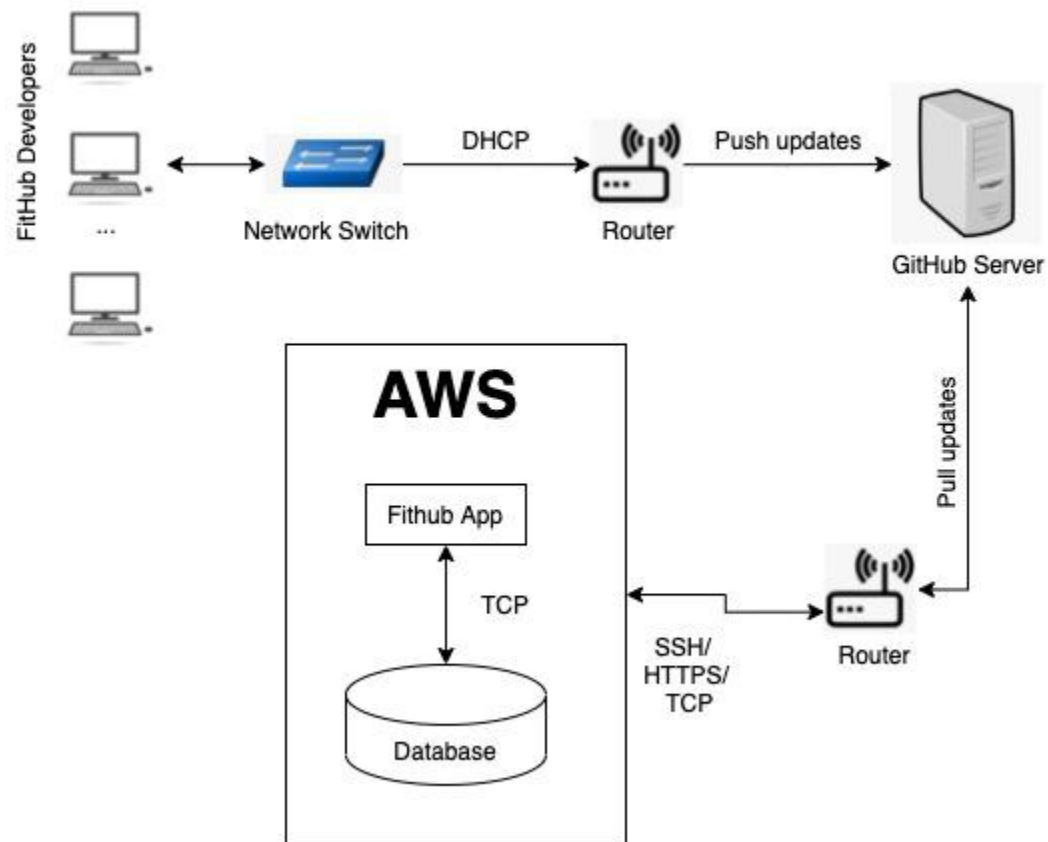 FitHub Developers
...
Network Switch
DHCP
Router
Push updates
GitHub Server
Pull updates
AWS
Fithub App
TCP
Database
SSH/
HTTPS/
TCP
Router